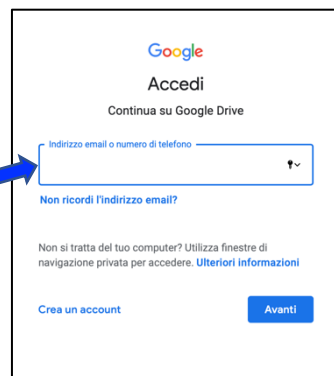 Google
Accedi
Continua su Google Drive
Indirizzo email o numero di telefono
Non ricordi l'indirizzo email?
Non si tratta del tuo computer? Utilizza finestre di
navigazione privata per accedere. Ulteriori informazioni
Crea un account
Avanti